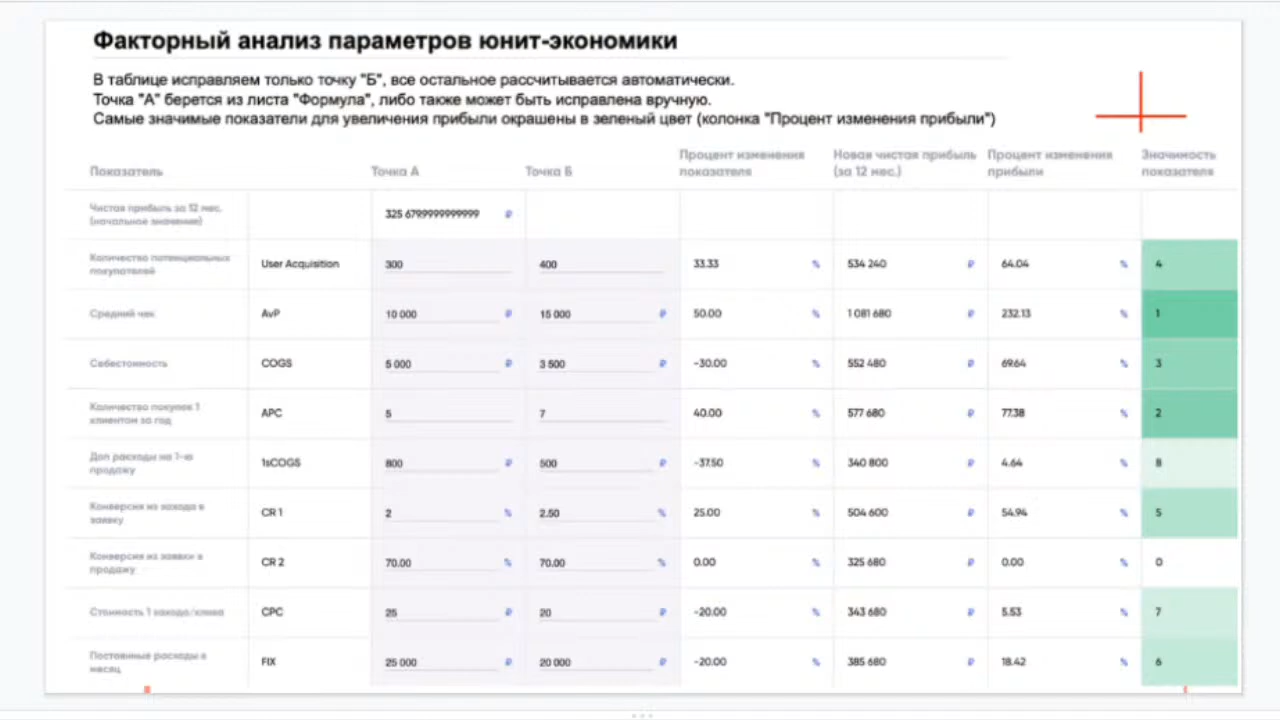 Факторный анализ параметров юнит-экономики
В таблице исправляем только точку "Б", все остальное рассчитывается автоматически.
Точка "А" берется из листа "Формула", либо также может быть исправлена вручную.
Самые значимые показатели для увеличения прибыли окрашены в зеленый цвет (колонка "Процент изменения прибыли")
Показатель Точка А Точка Б Процент изменения показателя Новая чистая прибыль (за 12 мес.) Процент изменения прибыли Значимость показателя
Чистая прибыль за 12 мес. (начальное значение) 325 679.9999999999 ₽
Количество потенциальных покупателей User Acquisition 300 400 33.33 % 534 240 ₽ 64.04 % 4
Средний чек AvP 10 000 ₽ 15 000 ₽ 50.00 % 1 081 680 ₽ 232.13 % 1
Себестоимость COGS 5 000 ₽ 3 500 ₽ -30.00 % 552 480 ₽ 69.64 % 3
Количество покупок 1 клиентом за год APC 5 7 40.00 % 577 680 ₽ 77.38 % 2
Доп расходы на 1-ю продажу 1sCOGS 800 ₽ 500 ₽ -37.50 % 340 800 ₽ 4.64 % 8
Конверсия из захода в заявку CR 1 2 % 2.50 % 25.00 % 504 600 ₽ 54.94 % 5
Конверсия из заявки в продажу CR 2 70.00 % 70.00 % 0.00 % 325 680 ₽ 0.00 % 0
Стоимость 1 захода/клика CPC 25 ₽ 20 ₽ -20.00 % 343 680 ₽ 5.53 % 7
Постоянные расходы в месяц FIX 25 000 ₽ 20 000 ₽ -20.00 % 385 680 ₽ 18.42 % 6